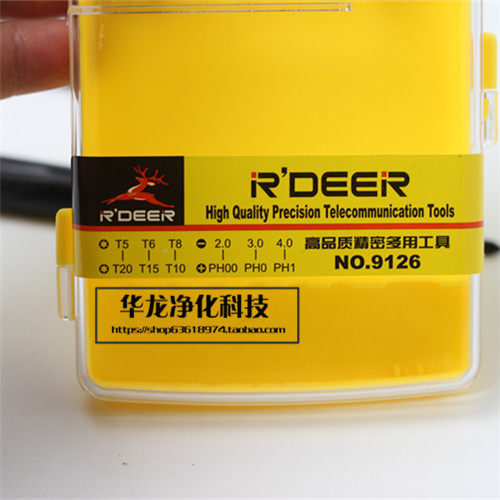 R'DEER
R'DEER
High Quality Precision Telecommunication Tools
T5 T6 T8 2.0 3.0 4.0
T20 T15 T10 PH00 PH0 PH1
高品质精密多用工具
NO.9126
华龙净化科技
https://shop63618974.taobao.com